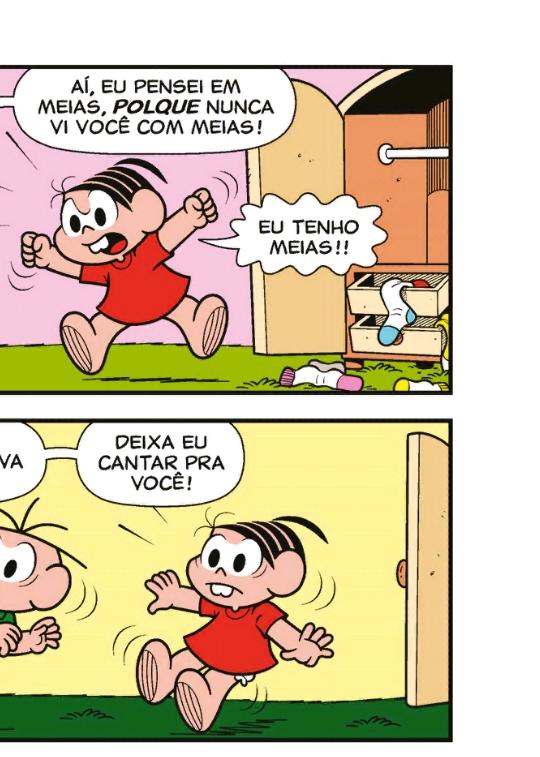 AÍ, EU PENSEI EM
MEIAS, POLQUE NUNCA
VI VOCÊ COM MEIAS!
EU TENHO
MEIAS!!
VA
DEIXA EU
CANTAR PRA
VOCÊ!